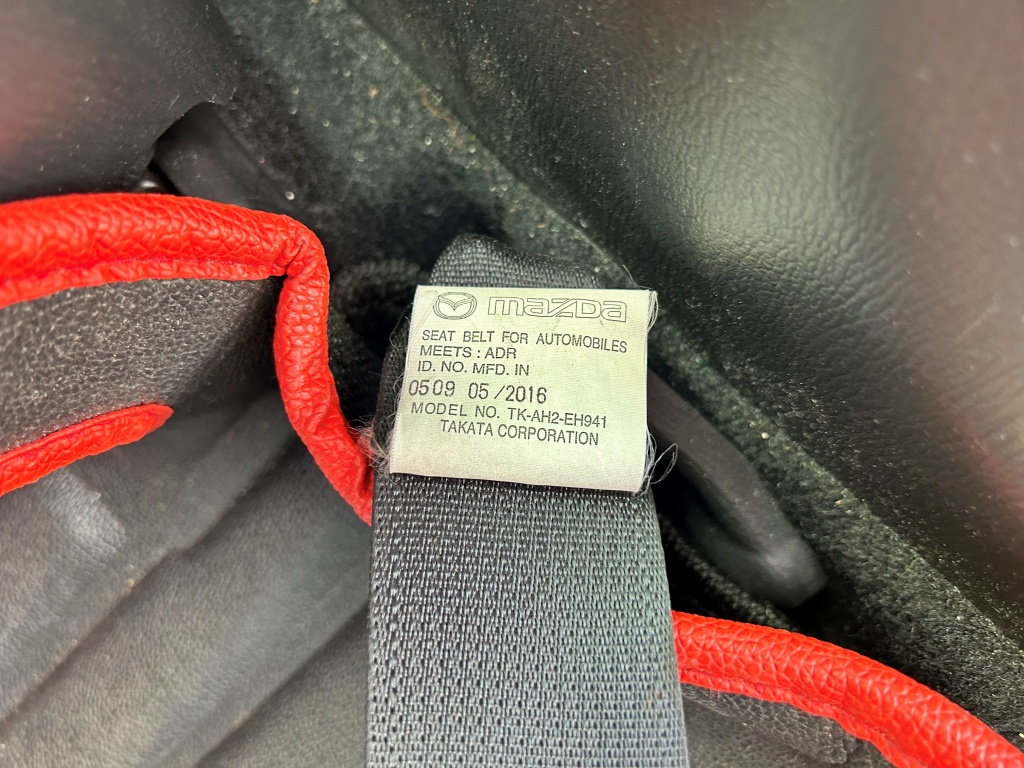 mazda
SEAT BELT FOR AUTOMOBILES
MEETS : ADR
ID. NO. MFD. IN
0509 05/2016
MODEL NO. TK-AH2-EH941
TAKATA CORPORATION